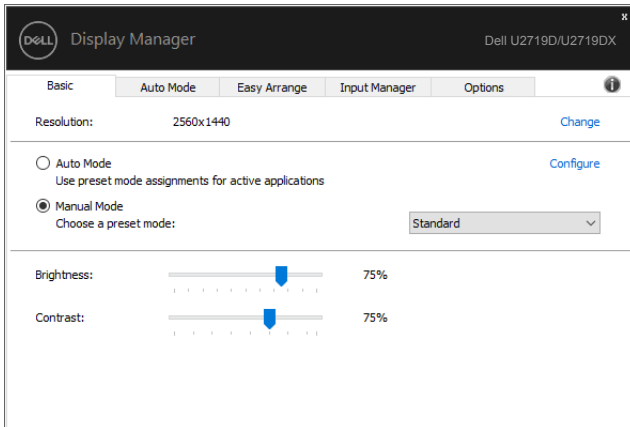 x
DELL Display Manager Dell U2719D/U2719DX
Basic Auto Mode Easy Arrange Input Manager Options i
Resolution: 2560x1440 Change
Auto Mode Configure
Use preset mode assignments for active applications
Manual Mode
Choose a preset mode: Standard
Brightness: 75%
Contrast: 75%